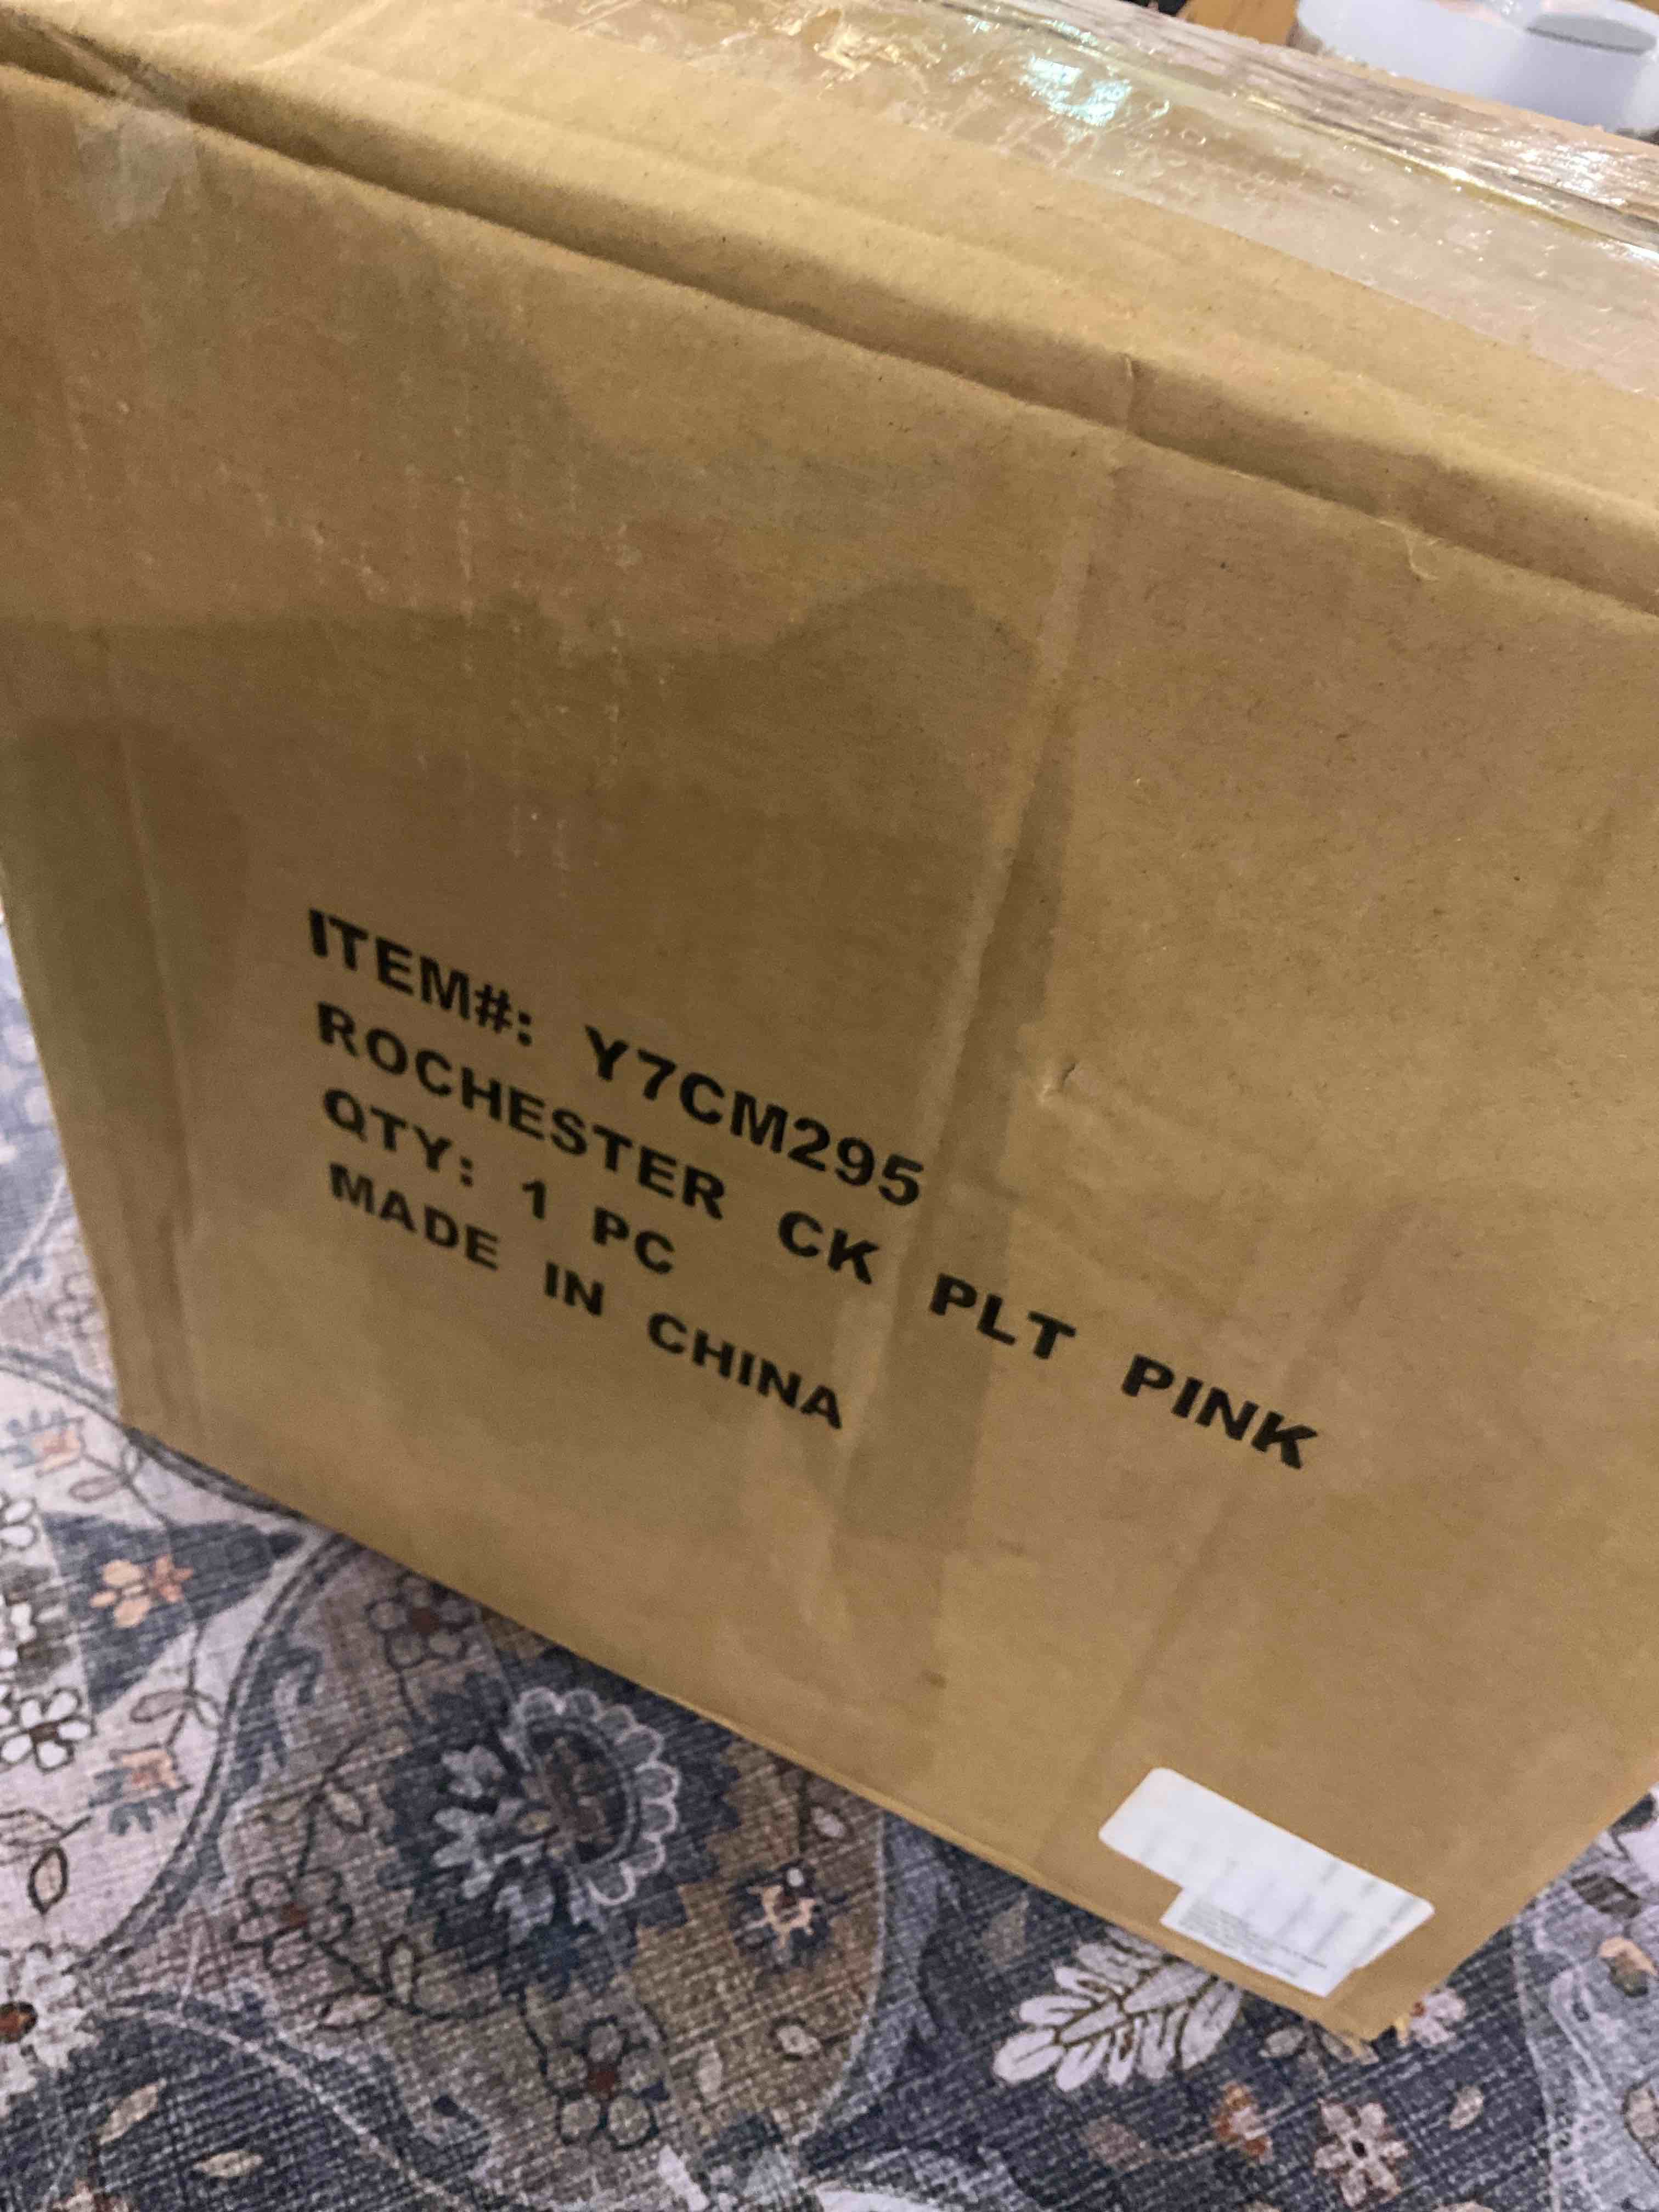 ITEM#: Y7CM295
ROCHESTER CK PLT PINK
QTY: 1 PC
MADE IN CHINA